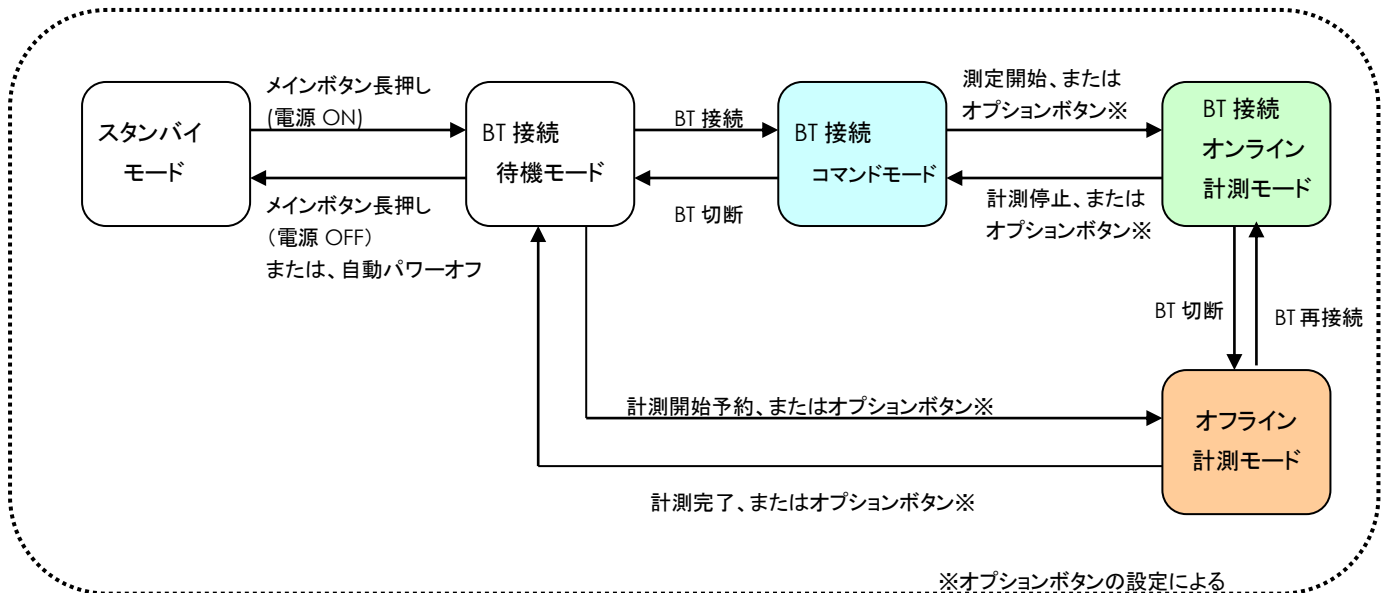 スタンバイ
モード
メインボタン長押し
(電源 ON)
メインボタン長押し
（電源 OFF）
または、自動パワーオフ
BT 接続
待機モード
BT 接続
BT 切断
BT 接続
コマンドモード
測定開始、または
オプションボタン※
計測停止、または
オプションボタン※
BT 接続
オンライン
計測モード
BT 切断
BT 再接続
計測開始予約、またはオプションボタン※
オフライン
計測モード
計測完了、またはオプションボタン※
※オプションボタンの設定による